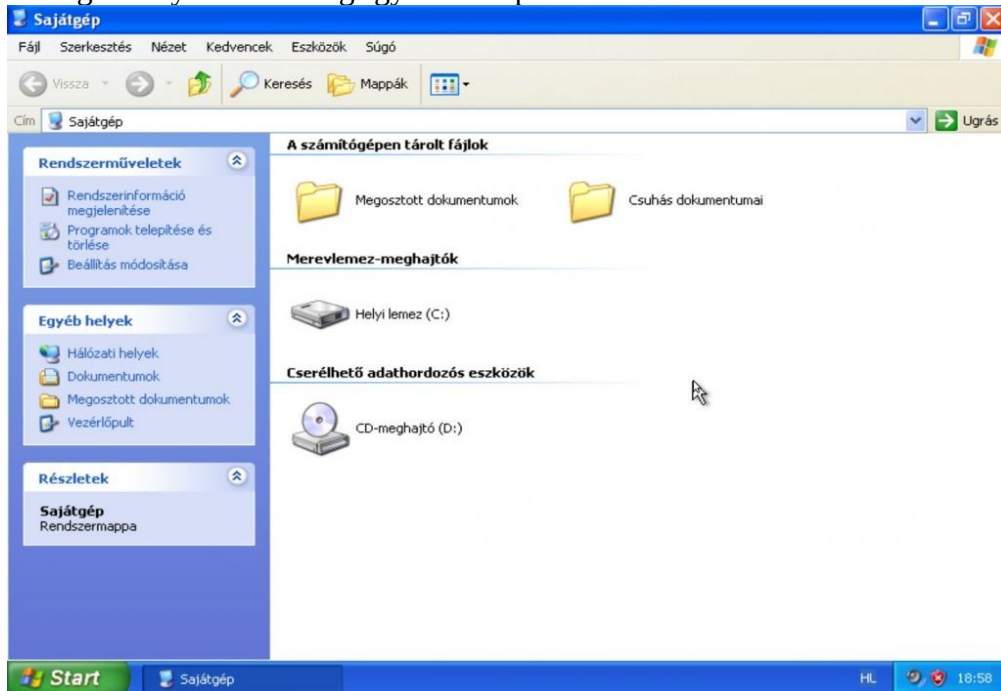 Sajátgép
Fájl Szerkesztés Nézet Kedvencek Eszközök Súgó
Vissza Keresés Mappák
Cím Sajátgép Ugrás
Rendszerműveletek
Rendszerinformáció
megjelenítése
Programok telepítése és
törlése
Beállítás módosítása
Egyéb helyek
Hálózati helyek
Dokumentumok
Megosztott dokumentumok
Vezérlőpult
Részletek
Sajátgép
Rendszermappa
A számítógépen tárolt fájlok
Megosztott dokumentumok Csuhás dokumentumai
Merevlemez-meghajtók
Helyi lemez (C:)
Cserélhető adathordozós eszközök
CD-meghajtó (D:)
Start Sajátgép HL 18:58